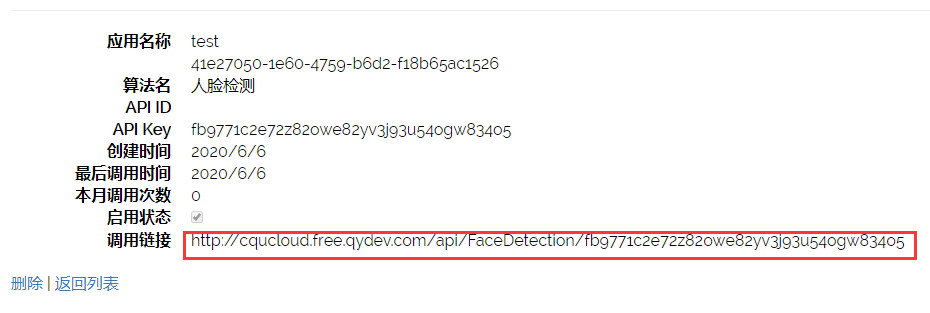 应用名称 test
41e27050-1e60-4759-b6d2-f18b65ac1526
算法名 人脸检测
API ID
API Key fb9771c2e72z820we82yv3j93u540gw83405
创建时间 2020/6/6
最后调用时间 2020/6/6
本月调用次数 0
启用状态
调用链接 http://cqucloud.free.qydev.com/api/FaceDetection/fb9771c2e72z820we82yv3j93u540gw83405
删除 | 返回列表